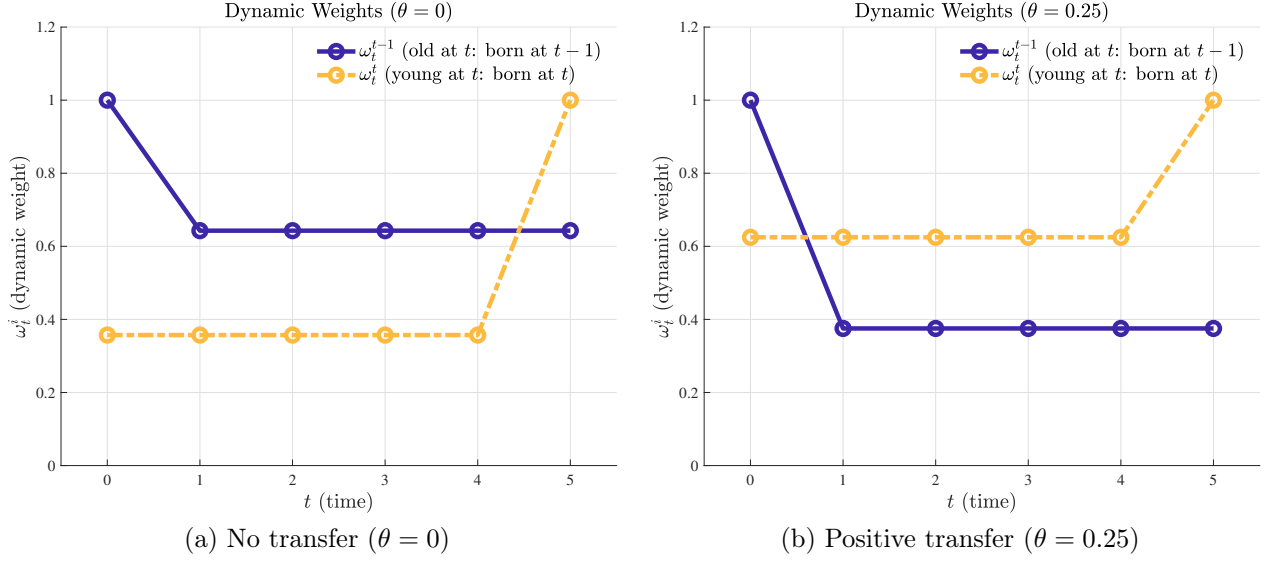 Dynamic Weights (θ = 0)
ω_t^{t−1} (old at t: born at t − 1)
ω_t^t (young at t: born at t)
1.2
1
0.8
0.6
0.4
0.2
0
ω_t^i (dynamic weight)
0 1 2 3 4 5
t (time)
(a) No transfer (θ = 0)
Dynamic Weights (θ = 0.25)
ω_t^{t−1} (old at t: born at t − 1)
ω_t^t (young at t: born at t)
1.2
1
0.8
0.6
0.4
0.2
0
ω_t^i (dynamic weight)
0 1 2 3 4 5
t (time)
(b) Positive transfer (θ = 0.25)